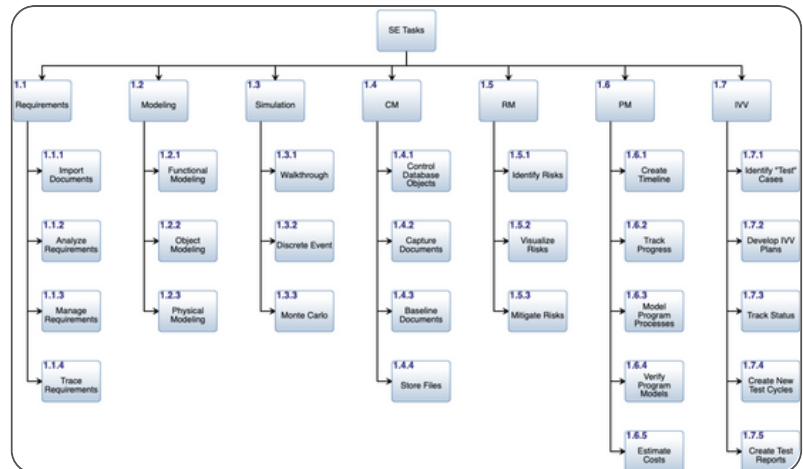 SE Tasks
1.1
Requirements
1.2
Modeling
1.3
Simulation
1.4
CM
1.5
RM
1.6
PM
1.7
IVV
1.1.1
Import
Documents
1.2.1
Functional
Modeling
1.3.1
Walkthrough
1.4.1
Control
Database
Objects
1.5.1
Identify Risks
1.6.1
Create
Timeline
1.7.1
Identify "Test"
Cases
1.1.2
Analyze
Requirements
1.2.2
Object
Modeling
1.3.2
Discrete Event
1.4.2
Capture
Documents
1.5.2
Visualize
Risks
1.6.2
Track
Progress
1.7.2
Develop IVV
Plans
1.1.3
Manage
Requirements
1.2.3
Physical
Modeling
1.3.3
Monte Carlo
1.4.3
Baseline
Documents
1.5.3
Mitigate Risks
1.6.3
Model
Program
Processes
1.7.3
Track Status
1.1.4
Trace
Requirements
1.4.4
Store Files
1.6.4
Verify
Program
Models
1.7.4
Create New
Test Cycles
1.6.5
Estimate
Costs
1.7.5
Create Test
Reports